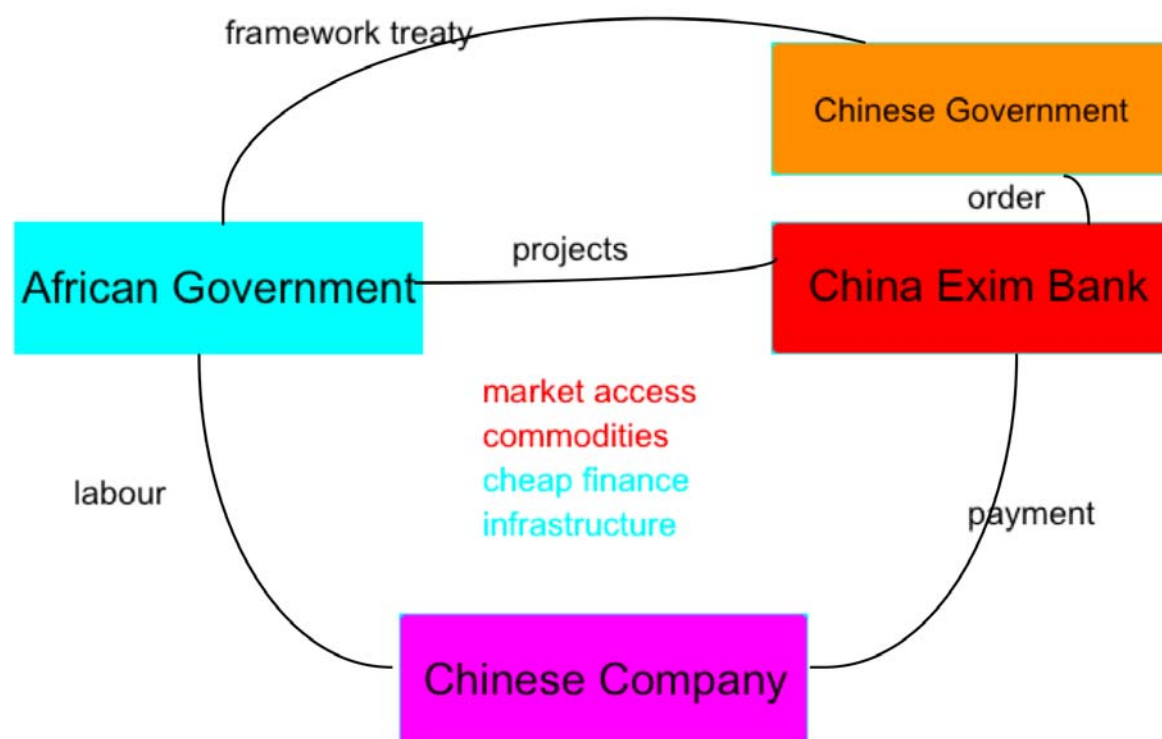 framework treaty
Chinese Government
order
projects
African Government
China Exim Bank
market access
commodities
cheap finance
infrastructure
labour
payment
Chinese Company